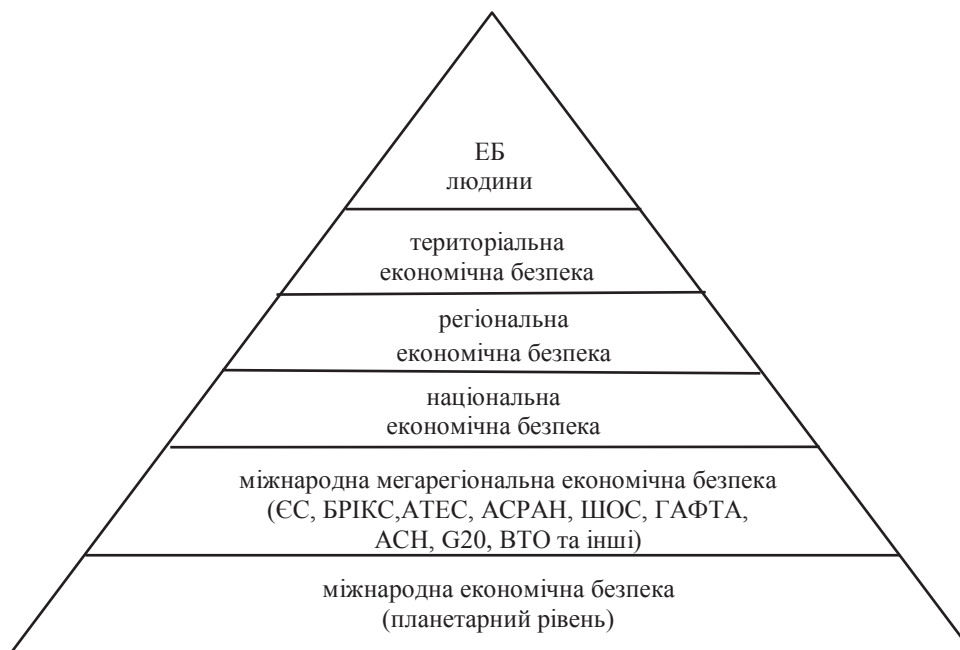 ЕБ
людини
територіальна
економічна безпека
регіональна
економічна безпека
національна
економічна безпека
міжнародна мегарегіональна економічна безпека
(ЄС, БРІКС,АТЕС, АСРАН, ШОС, ГАФТА,
АСН, G20, ВТО та інші)
міжнародна економічна безпека
(планетарний рівень)